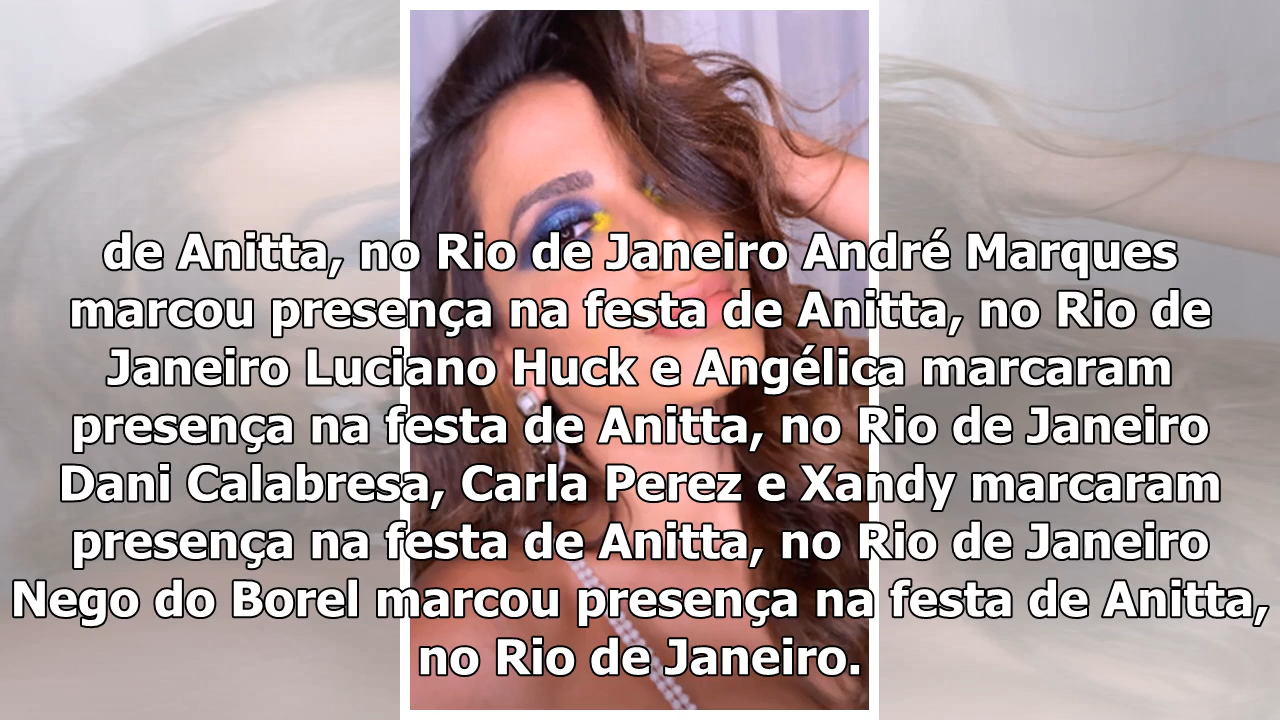 de Anitta, no Rio de Janeiro André Marques
marcou presença na festa de Anitta, no Rio de
Janeiro Luciano Huck e Angélica marcaram
presença na festa de Anitta, no Rio de Janeiro
Dani Calabresa, Carla Perez e Xandy marcaram
presença na festa de Anitta, no Rio de Janeiro
Nego do Borel marcou presença na festa de Anitta,
no Rio de Janeiro.